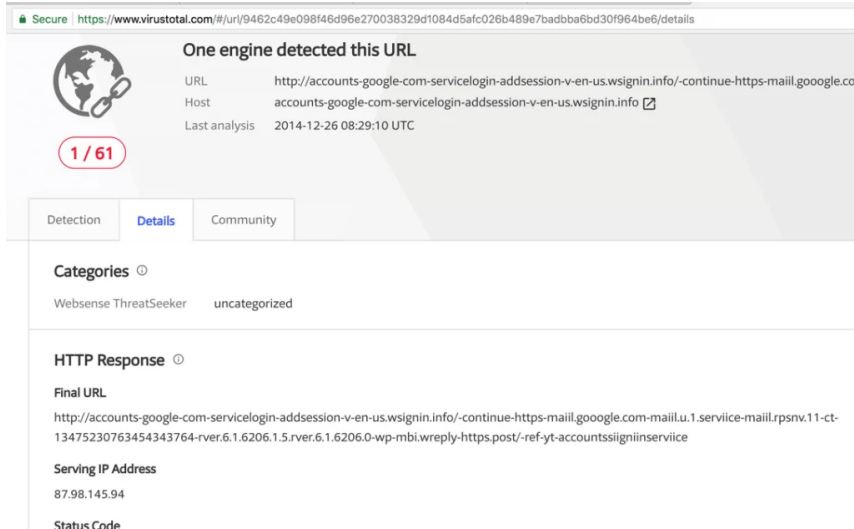 Secure https://www.virustotal.com/#/url/9462c49e098f46d96e270038329d1084d5afc026b489e7badbba6bd30f964be6/details
One engine detected this URL
URL http://accounts-google-com-servicelogin-addsession-v-en-us.wsignin.info/-continue-https-maiil.gooogle.co
Host accounts-google-com-servicelogin-addsession-v-en-us.wsignin.info
Last analysis 2014-12-26 08:29:10 UTC
1 / 61
Detection Details Community
Categories
Websense ThreatSeeker uncategorized
HTTP Response
Final URL
http://accounts-google-com-servicelogin-addsession-v-en-us.wsignin.info/-continue-https-maiil.gooogle.com-maiil.u.1.serviice-maiil.rpsnv.11-ct-
13475230763454343764-rver.6.1.6206.1.5.rver.6.1.6206.0-wp-mbi.wreply-https.post/-ref-yt-accountssiigniinserviice
Serving IP Address
87.98.145.94
Status Code